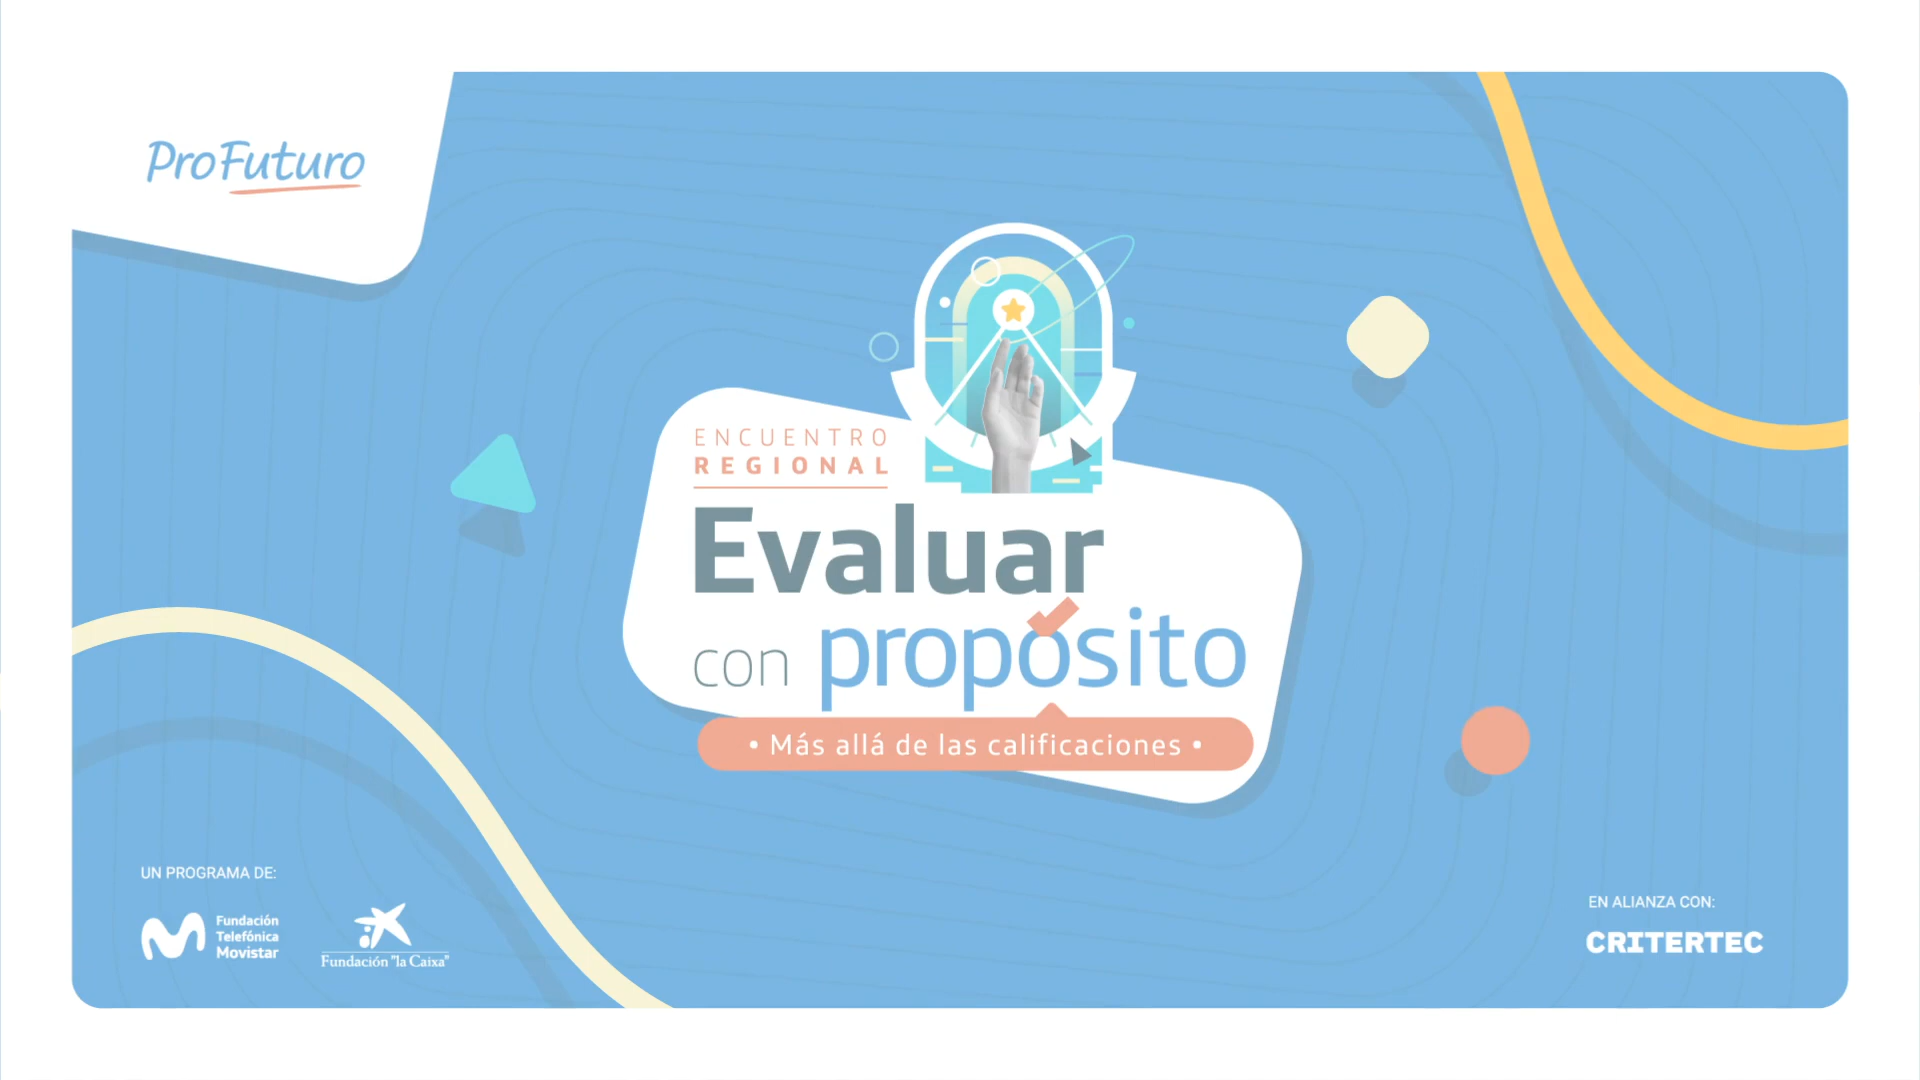 ProFuturo
ENCUENTRO
REGIONAL
Evaluar
con propósito
• Más allá de las calificaciones •
UN PROGRAMA DE:
Fundación
Telefónica
Movistar
Fundación "la Caixa"
EN ALIANZA CON:
CRITERTEC